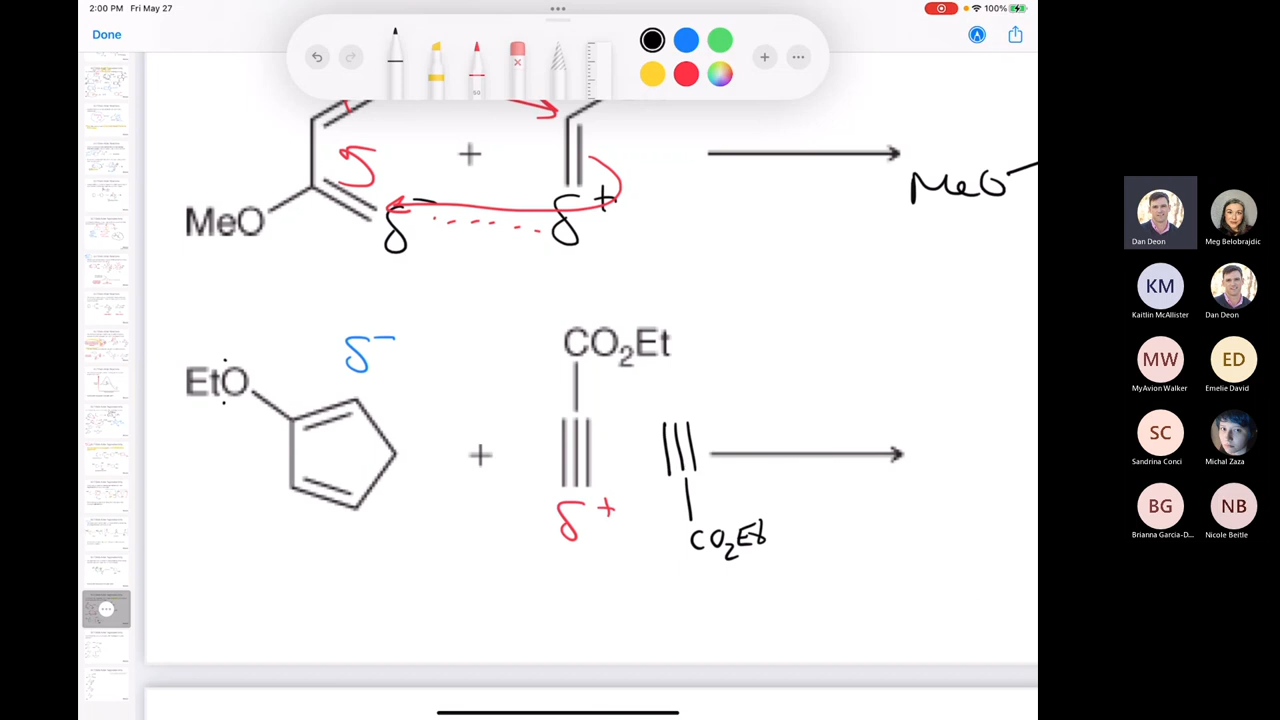 2:00 PM Fri May 27
100%
Done
MeO
+
δ−
δ+
MeO
EtO
δ−
CO2Et
+
δ+
CO2Et
Dan Deon
Meg Belobrajdic
KM
Kaitlin McAllister
Dan Deon
MW
MyAvion Walker
ED
Emelie David
SC
Sandrina Conci
Michal Zaza
BG
Brianna Garcia-D...
NB
Nicole Beitle